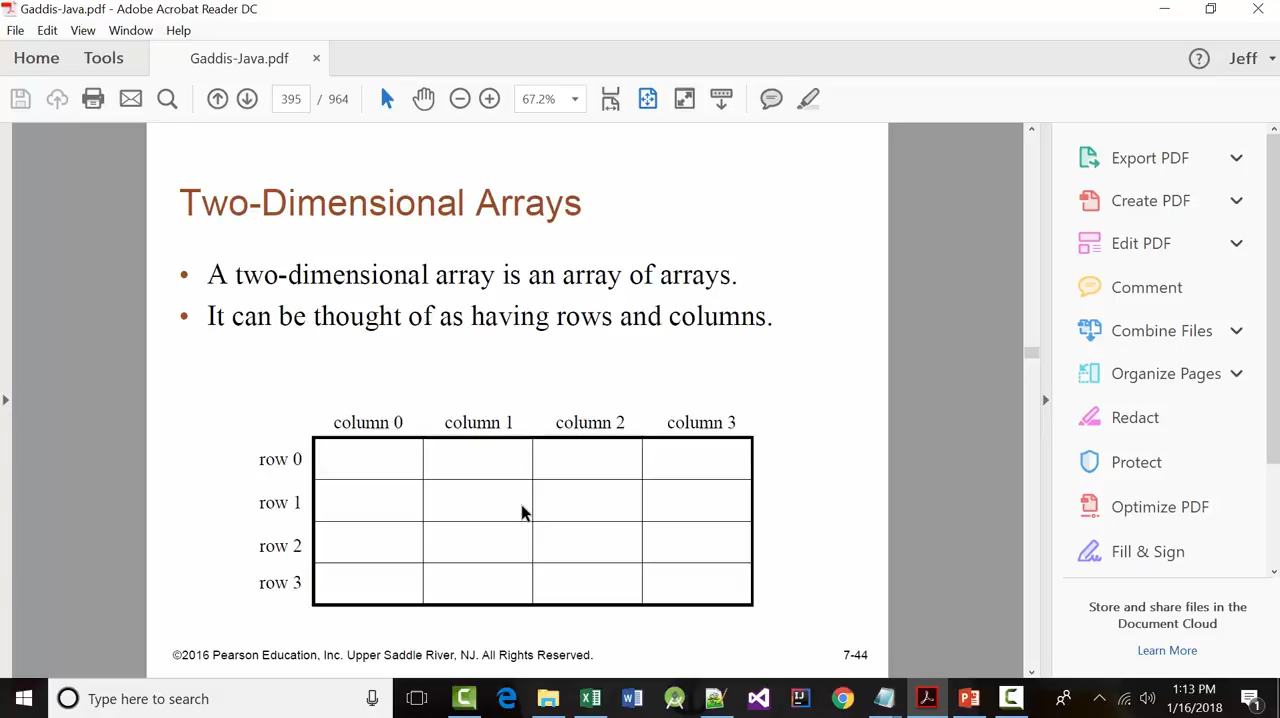 Gaddis-Java.pdf - Adobe Acrobat Reader DC
File Edit View Window Help
Home Tools Gaddis-Java.pdf × Jeff
395 / 964 67.2%
Two-Dimensional Arrays
• A two-dimensional array is an array of arrays.
• It can be thought of as having rows and columns.
column 0 column 1 column 2 column 3
row 0
row 1
row 2
row 3
©2016 Pearson Education, Inc. Upper Saddle River, NJ. All Rights Reserved. 7-44
Export PDF
Create PDF
Edit PDF
Comment
Combine Files
Organize Pages
Redact
Protect
Optimize PDF
Fill & Sign
Store and share files in the
Document Cloud
Learn More
Type here to search
1:13 PM
1/16/2018
1